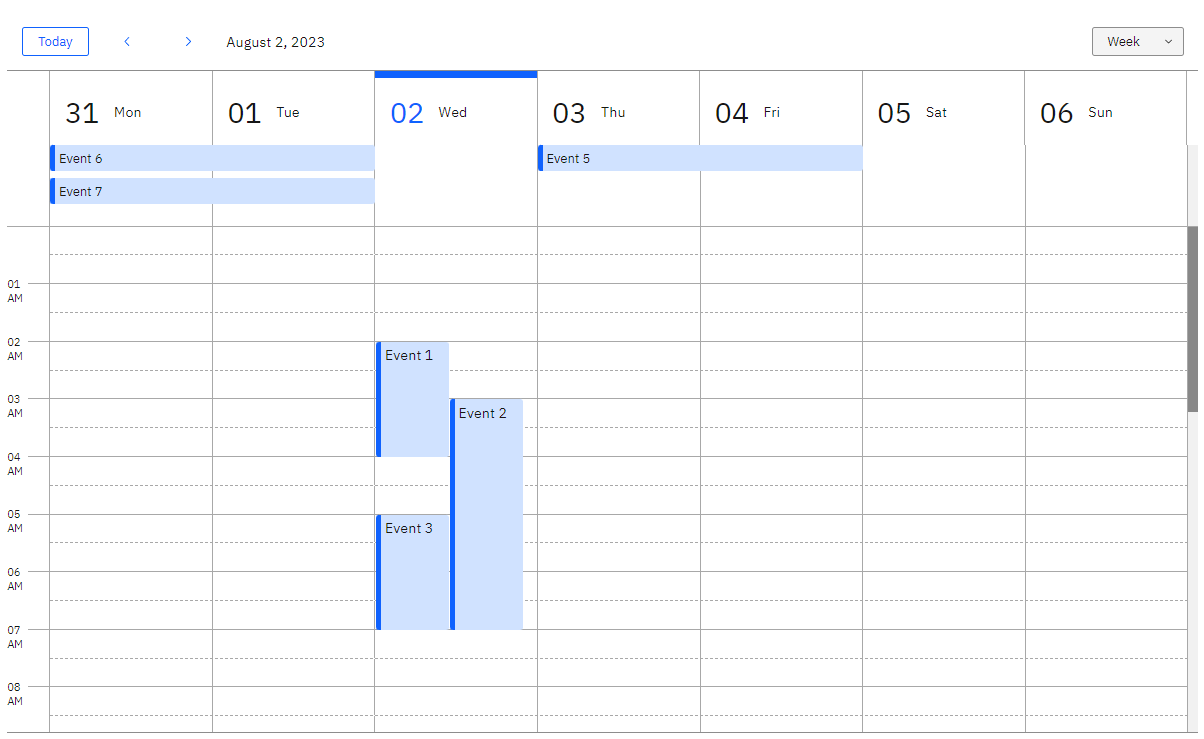 Today
August 2, 2023
Week
31 Mon
01 Tue
02 Wed
03 Thu
04 Fri
05 Sat
06 Sun
Event 6
Event 5
Event 7
01
AM
02
AM
Event 1
03
AM
Event 2
04
AM
05
AM
Event 3
06
AM
07
AM
08
AM